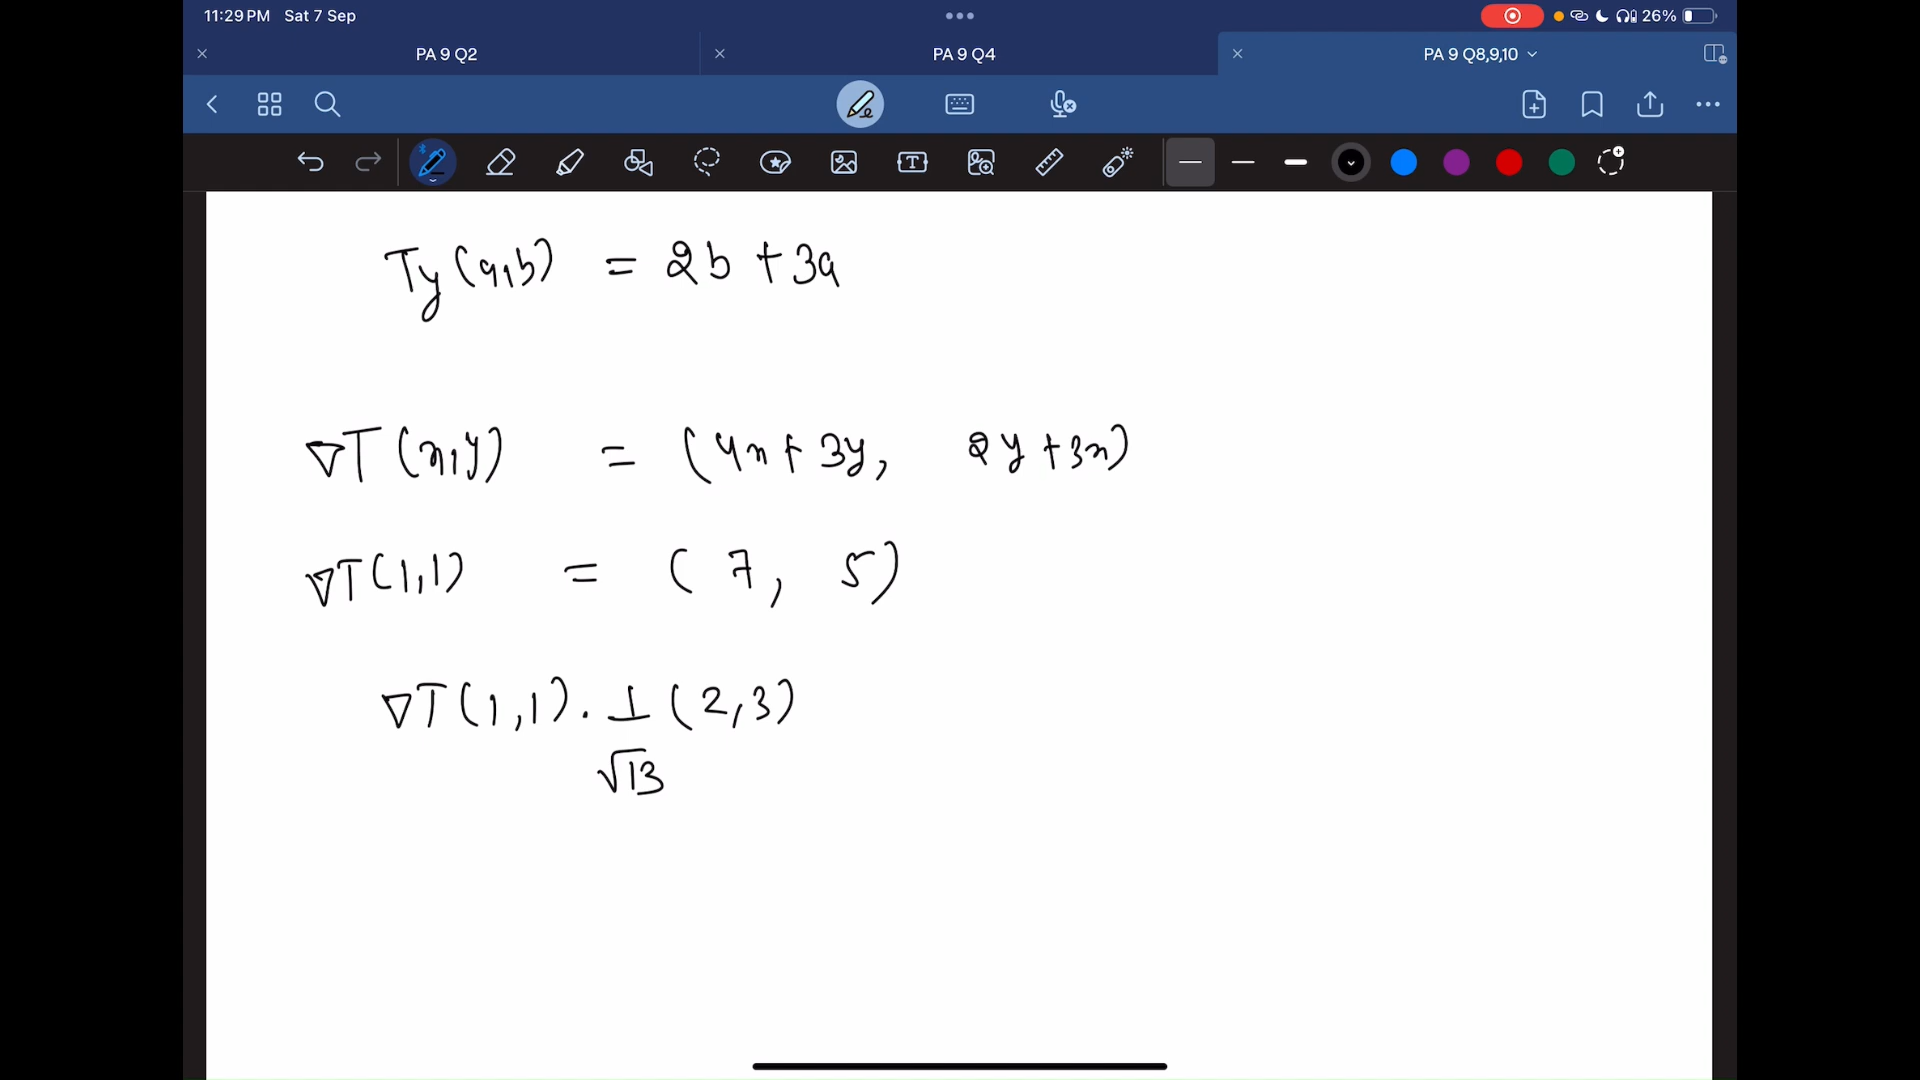 11:29 PM Sat 7 Sep 26%
PA 9 Q2 PA 9 Q4 PA 9 Q8,9,10
Ty (a,b) = 2b + 3a
∇T (x,y) = (4x + 3y, 2y + 3x)
∇T(1,1) = ( 7, 5)
∇T(1,1) . 1/√13 (2,3)